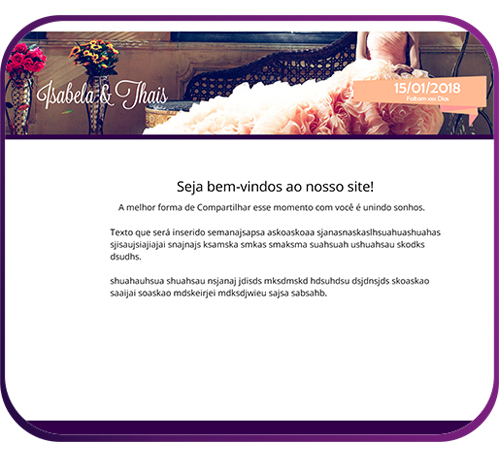 Isabela & Thais
15/01/2018
Faltam xx Dias
Seja bem-vindos ao nosso site!
A melhor forma de Compartilhar esse momento com você é unindo sonhos.
Texto que será inserido semanajsapsa askoaskoaa sjanasnaskaslhsuahuashuahas
sjisaujsiajiajai snajnajs ksamska smkas smaksma suahsuah ushuahsau skodks
dsudhs.
shuahauhsua shuahsau nsjanaj jdisds mksdmskd hdsuhdsu dsjdnsjds skoaskao
saaijai soaskao mdskeirjei mdksdjwieu sajsa sabsahb.